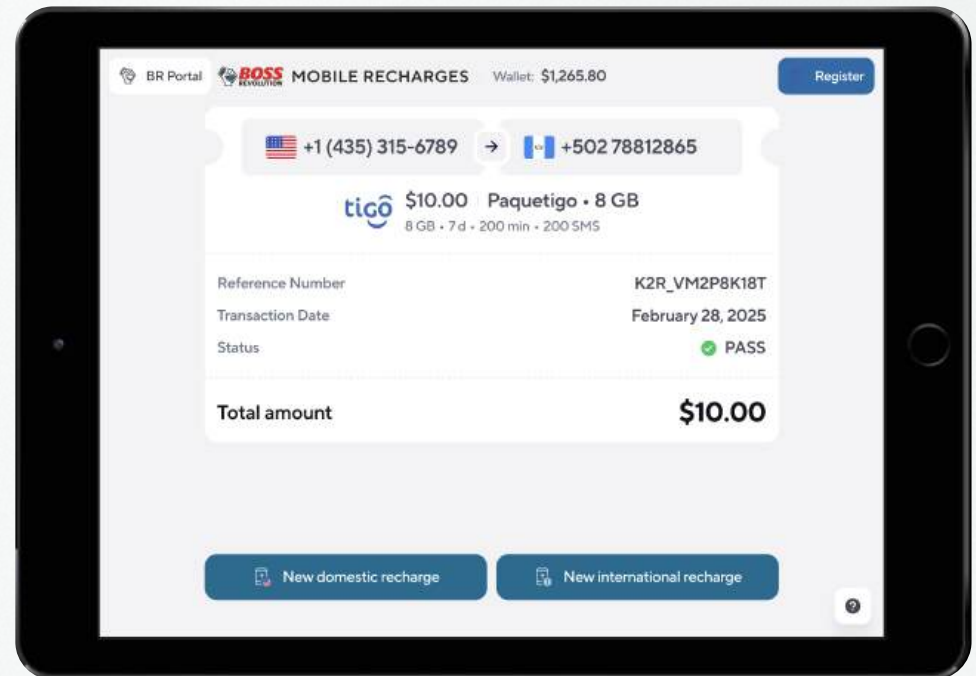 BR Portal BOSS REVOLUTION MOBILE RECHARGES Wallet: $1,265.80 Register
+1 (435) 315-6789 → +502 78812865
tigo $10.00 Paquetigo • 8 GB
8 GB • 7 d • 200 min • 200 SMS
Reference Number K2R_VM2P8K18T
Transaction Date February 28, 2025
Status PASS
Total amount $10.00
New domestic recharge New international recharge
?